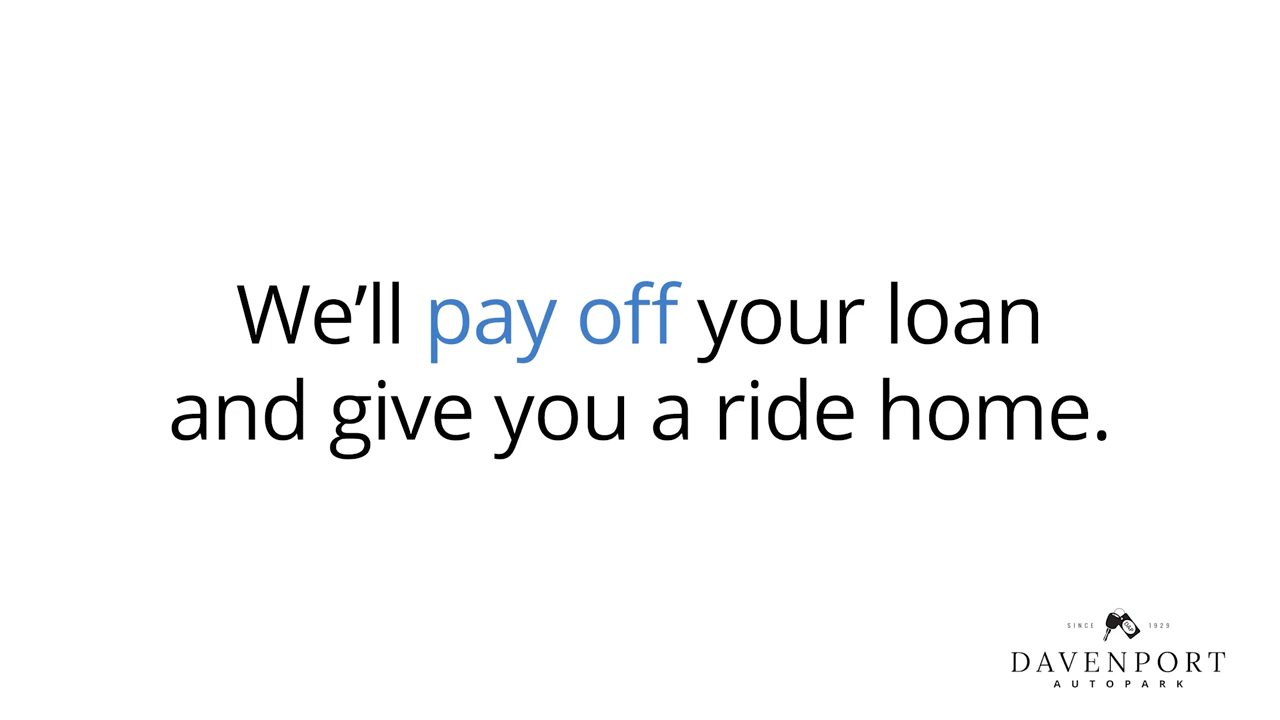 We’ll pay off your loan
and give you a ride home.
SINCE 1929
DAVENPORT
AUTOPARK